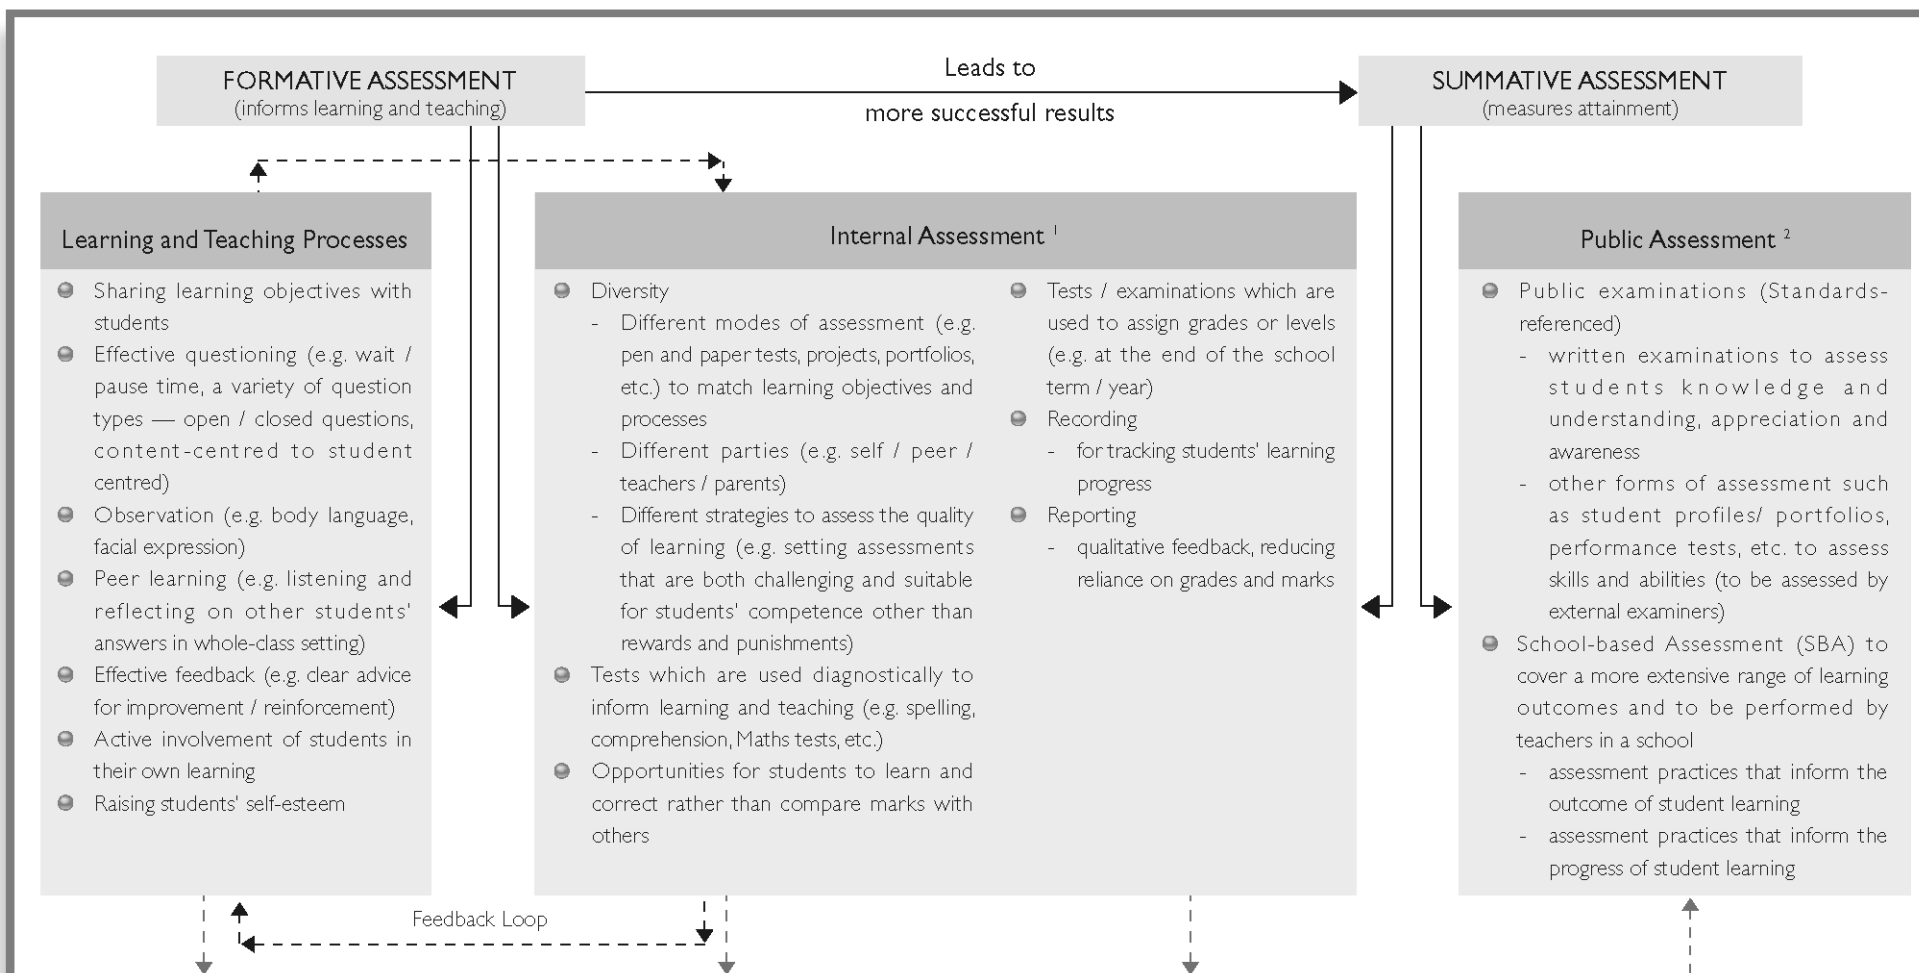 FORMATIVE ASSESSMENT
(informs learning and teaching)
Leads to
more successful results
SUMMATIVE ASSESSMENT
(measures attainment)
Learning and Teaching Processes
Sharing learning objectives with
students
Effective questioning (e.g. wait /
pause time, a variety of question
types — open / closed questions,
content-centred to student
centred)
Observation (e.g. body language,
facial expression)
Peer learning (e.g. listening and
reflecting on other students'
answers in whole-class setting)
Effective feedback (e.g. clear advice
for improvement / reinforcement)
Active involvement of students in
their own learning
Raising students' self-esteem
Internal Assessment 1
Diversity
- Different modes of assessment (e.g.
pen and paper tests, projects, portfolios,
etc.) to match learning objectives and
processes
- Different parties (e.g. self / peer /
teachers / parents)
- Different strategies to assess the quality
of learning (e.g. setting assessments
that are both challenging and suitable
for students' competence other than
rewards and punishments)
Tests which are used diagnostically to
inform learning and teaching (e.g. spelling,
comprehension, Maths tests, etc.)
Opportunities for students to learn and
correct rather than compare marks with
others
Tests / examinations which are
used to assign grades or levels
(e.g. at the end of the school
term / year)
Recording
- for tracking students' learning
progress
Reporting
- qualitative feedback, reducing
reliance on grades and marks
Public Assessment 2
Public examinations (Standards-
referenced)
- written examinations to assess
students knowledge and
understanding, appreciation and
awareness
- other forms of assessment such
as student profiles/ portfolios,
performance tests, etc. to assess
skills and abilities (to be assessed by
external examiners)
School-based Assessment (SBA) to
cover a more extensive range of learning
outcomes and to be performed by
teachers in a school
- assessment practices that inform the
outcome of student learning
- assessment practices that inform the
progress of student learning
Feedback Loop